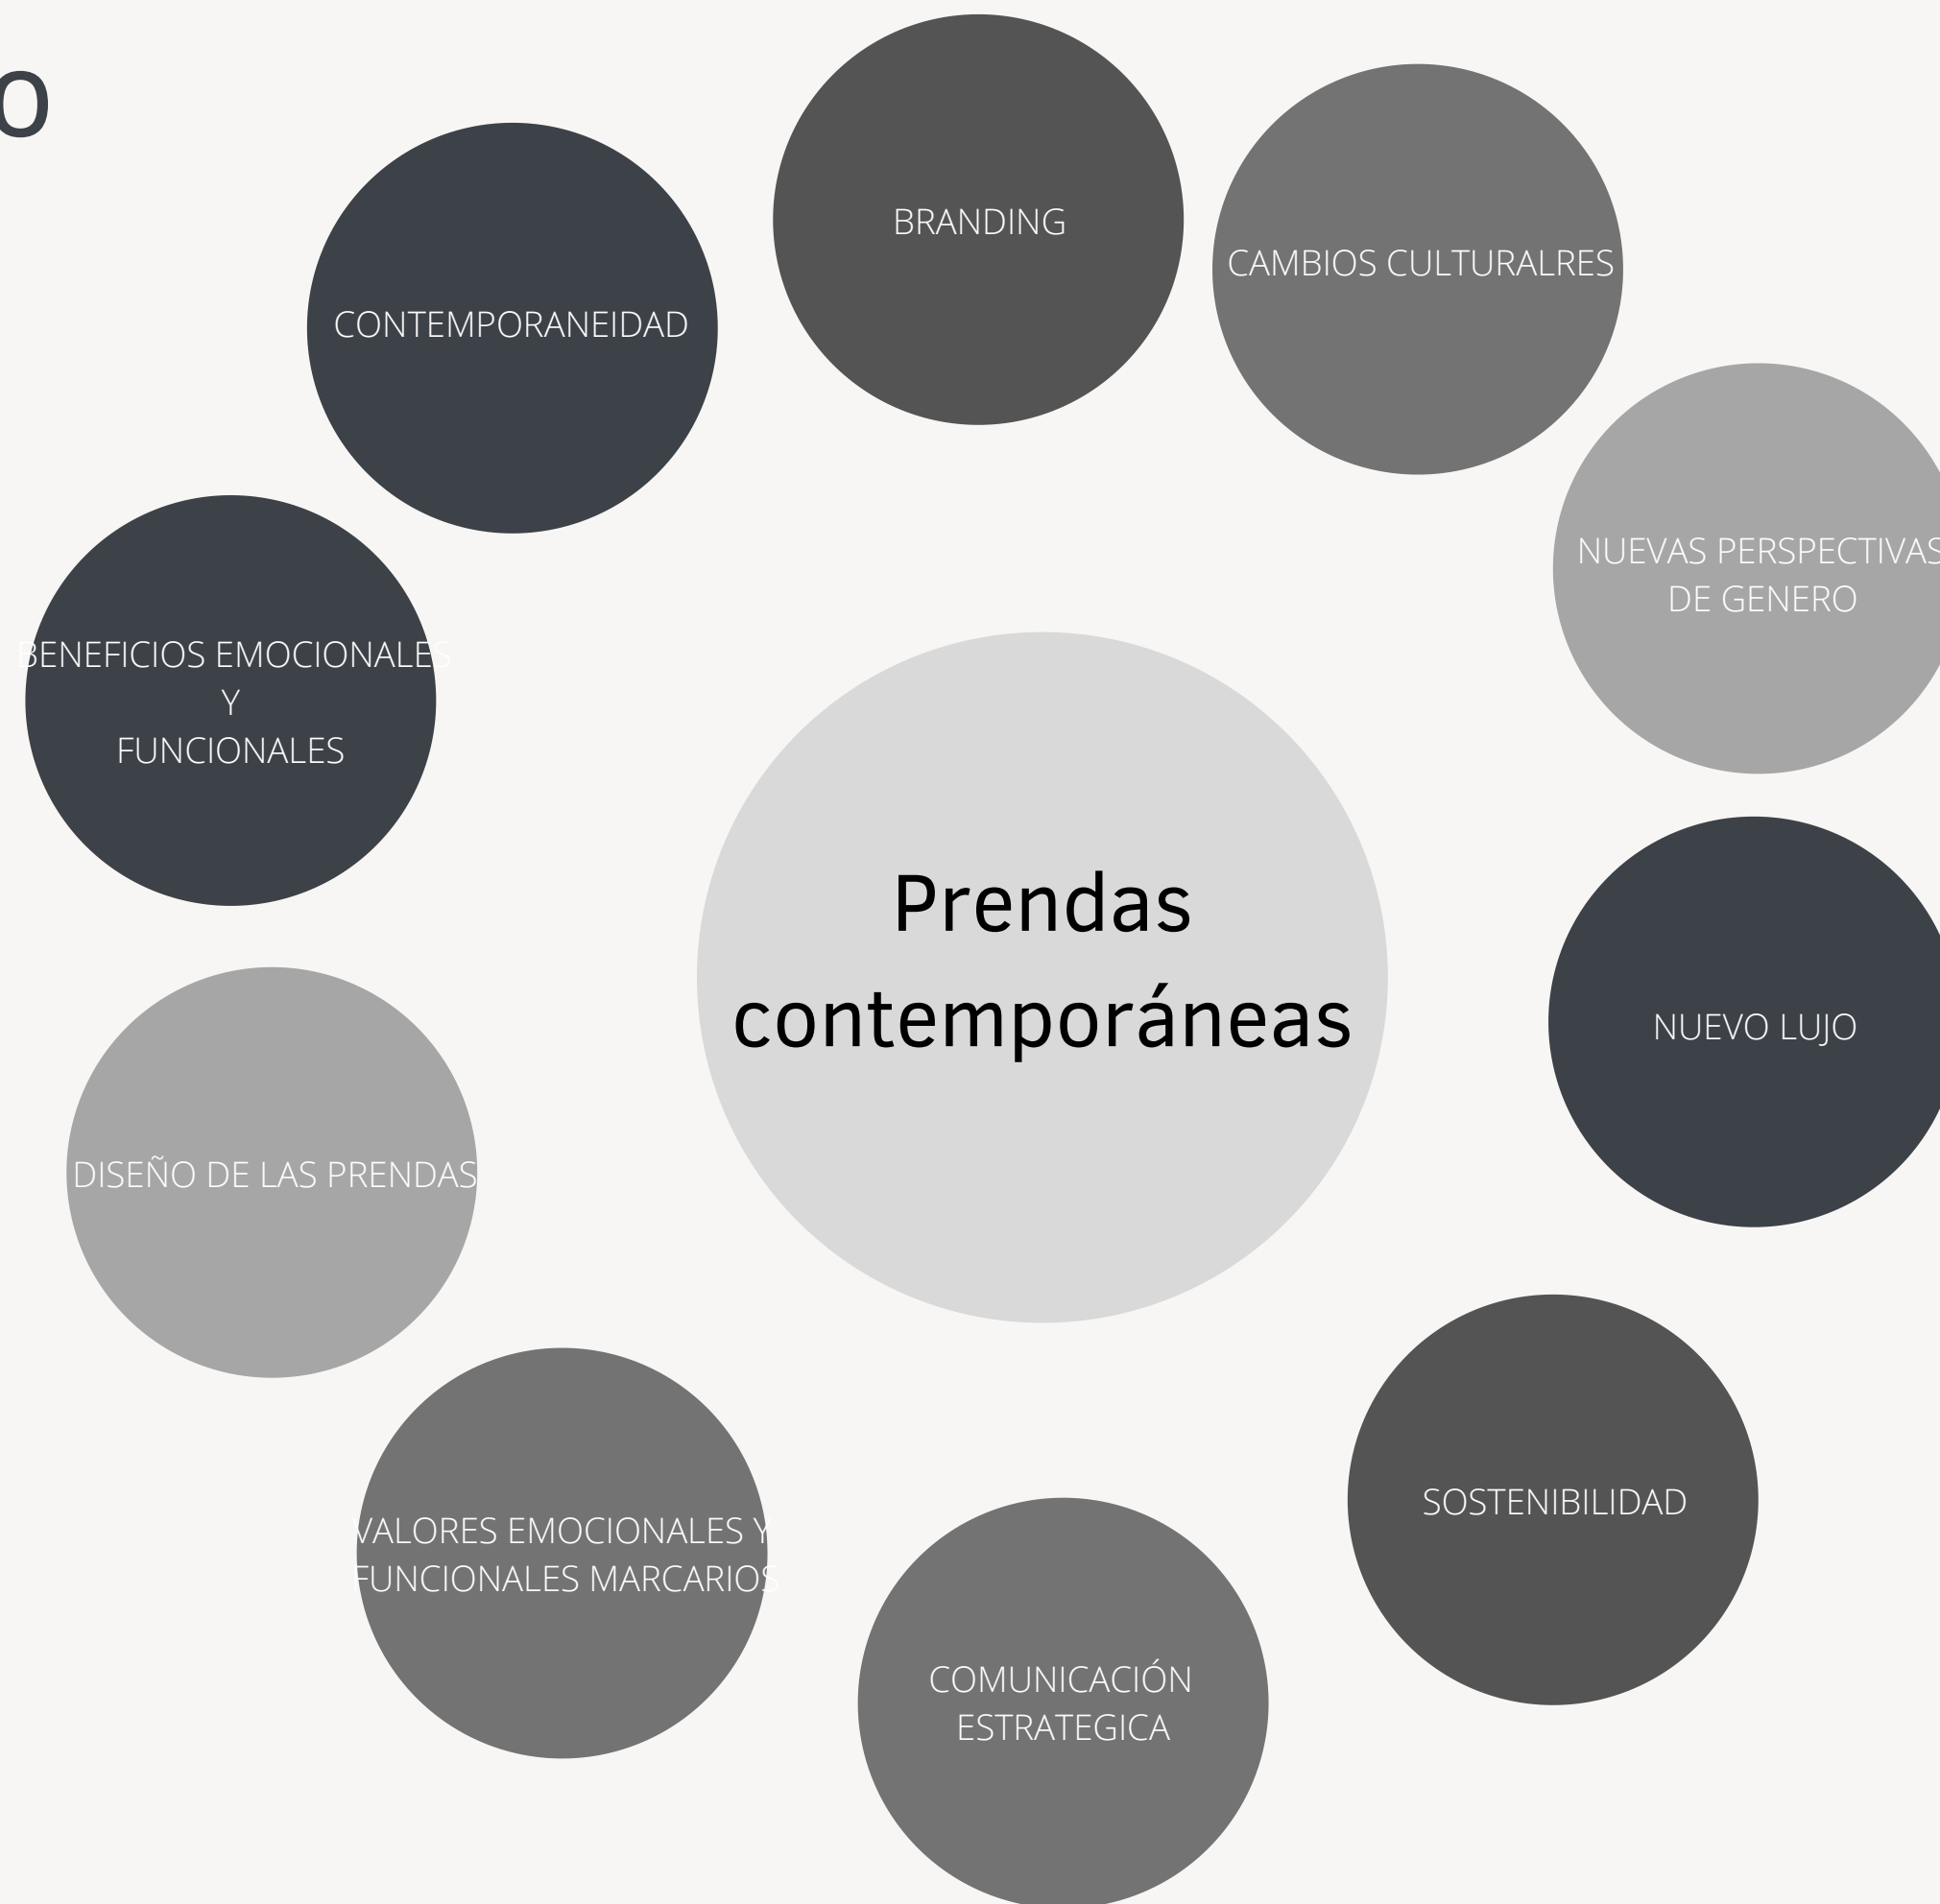 O
BRANDING
CAMBIOS CULTURALRES
CONTEMPORANEIDAD
NUEVAS PERSPECTIVAS
DE GENERO
BENEFICIOS EMOCIONALES
Y
FUNCIONALES
Prendas
contemporáneas
NUEVO LUJO
DISEÑO DE LAS PRENDAS
SOSTENIBILIDAD
VALORES EMOCIONALES Y
FUNCIONALES MARCARIOS
COMUNICACIÓN
ESTRATEGICA